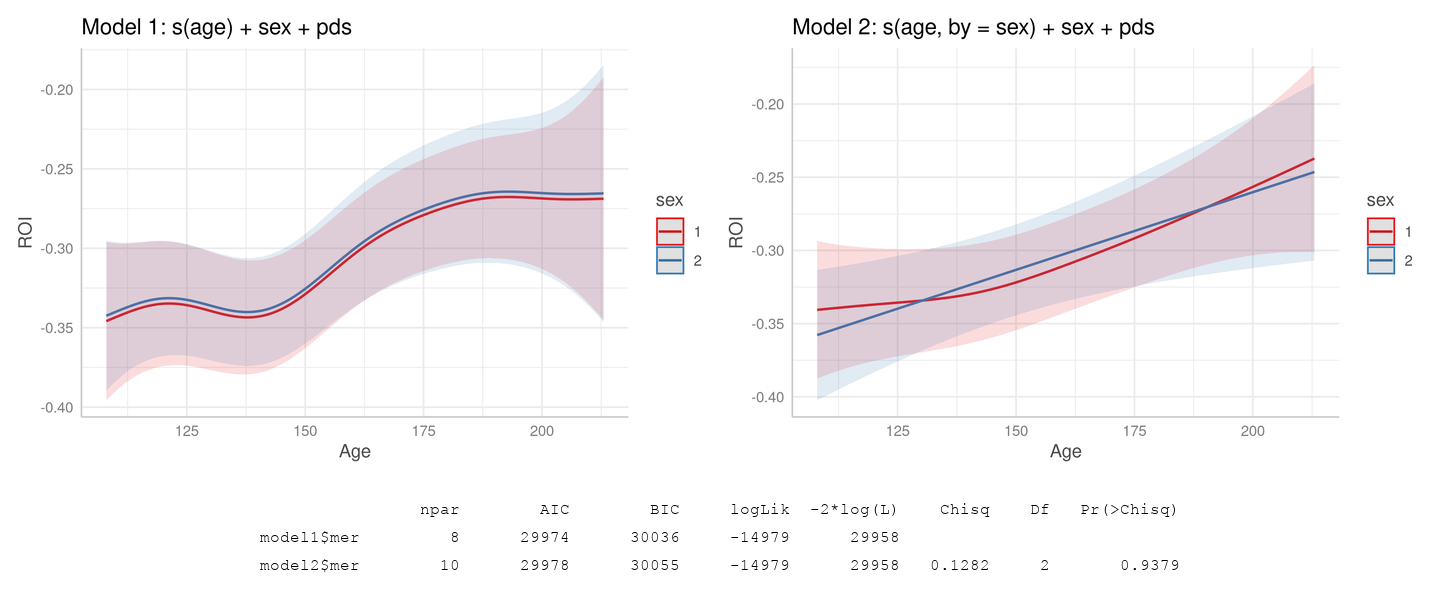 Model 1: s(age) + sex + pds
-0.20
-0.25
-0.30
-0.35
-0.40
ROI
125 150 175 200
Age
sex
1
2
Model 2: s(age, by = sex) + sex + pds
-0.20
-0.25
-0.30
-0.35
-0.40
ROI
125 150 175 200
Age
sex
1
2
npar AIC BIC logLik -2*log(L) Chisq Df Pr(>Chisq)
model1$mer 8 29974 30036 -14979 29958
model2$mer 10 29978 30055 -14979 29958 0.1282 2 0.9379